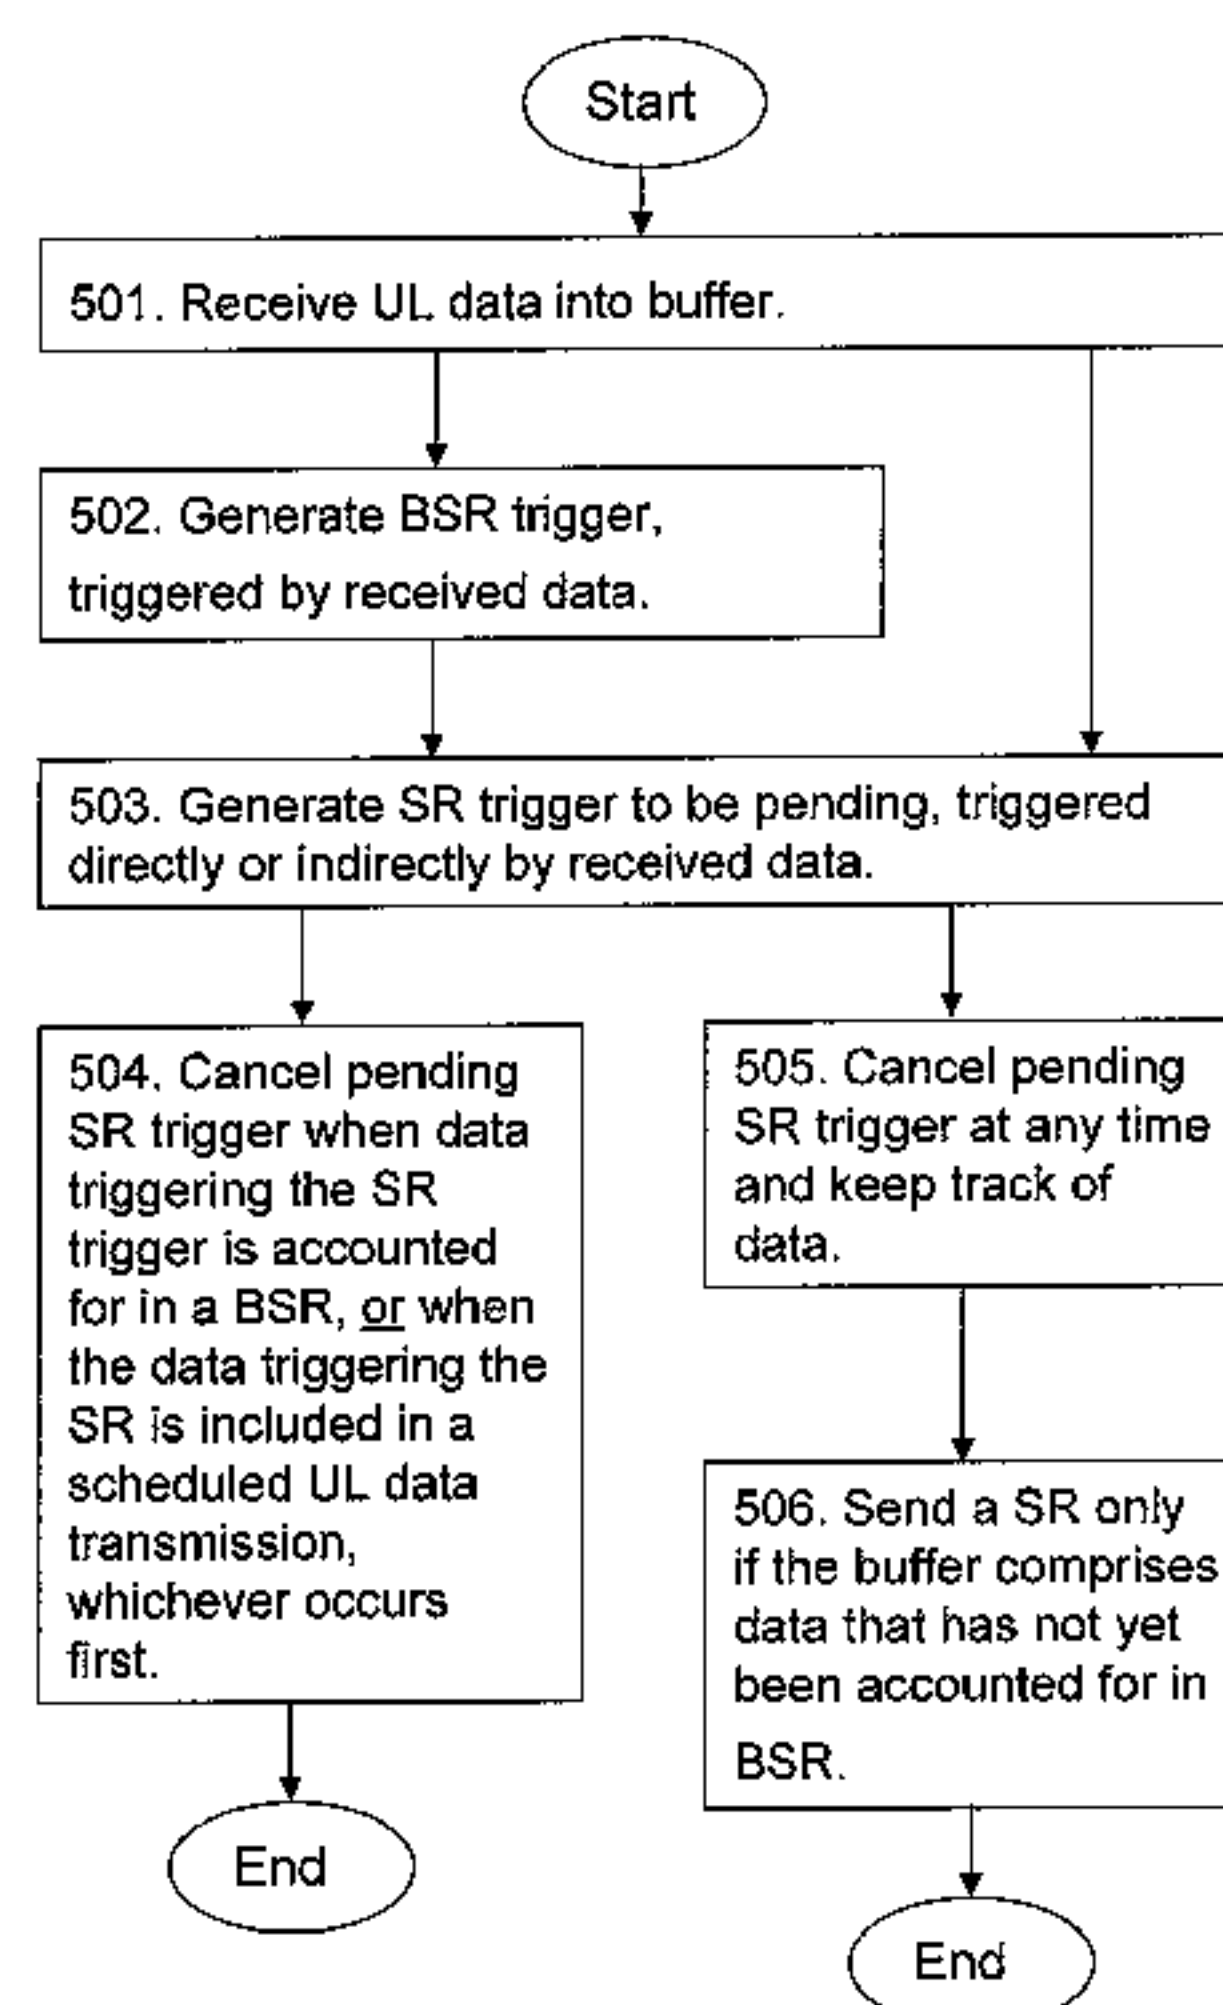 Start
501. Receive UL data into buffer.
502. Generate BSR trigger,
triggered by received data.
503. Generate SR trigger to be pending, triggered
directly or indirectly by received data.
504. Cancel pending
SR trigger when data
triggering the SR
trigger is accounted
for in a BSR, or when
the data triggering the
SR is included in a
scheduled UL data
transmission,
whichever occurs
first.
505. Cancel pending
SR trigger at any time
and keep track of
data.
506. Send a SR only
if the buffer comprises
data that has not yet
been accounted for in
BSR.
End
End